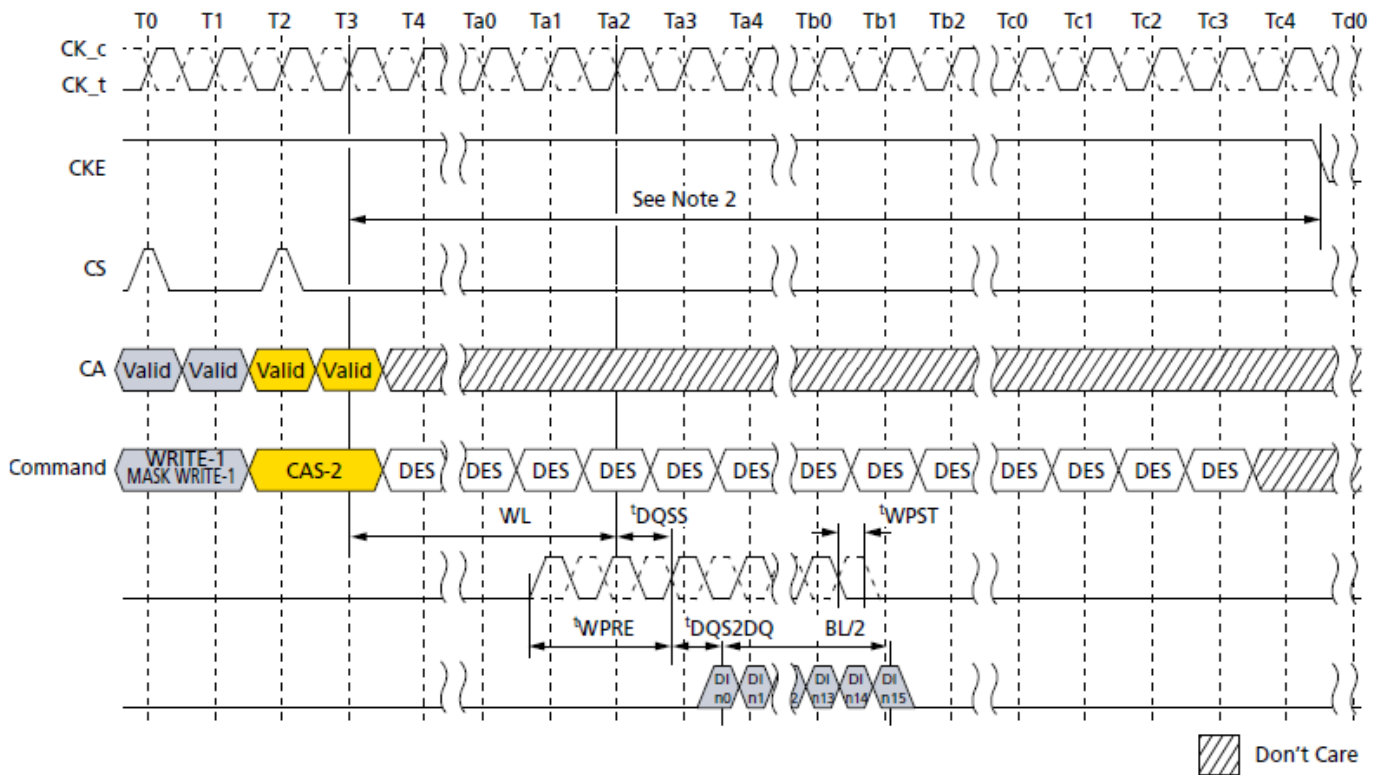 T0 T1 T2 T3 T4 Ta0 Ta1 Ta2 Ta3 Ta4 Tb0 Tb1 Tb2 Tc0 Tc1 Tc2 Tc3 Tc4 Td0
CK_c
CK_t
CKE
See Note 2
CS
CA Valid Valid Valid Valid
Command WRITE-1 MASK WRITE-1 CAS-2 DES DES DES DES DES DES DES DES DES DES DES DES DES
WL tDQSS tWPST
tWPRE tDQS2DQ BL/2
DI n0 DI n1 2 DI n13 DI n14 DI n15
Don't Care